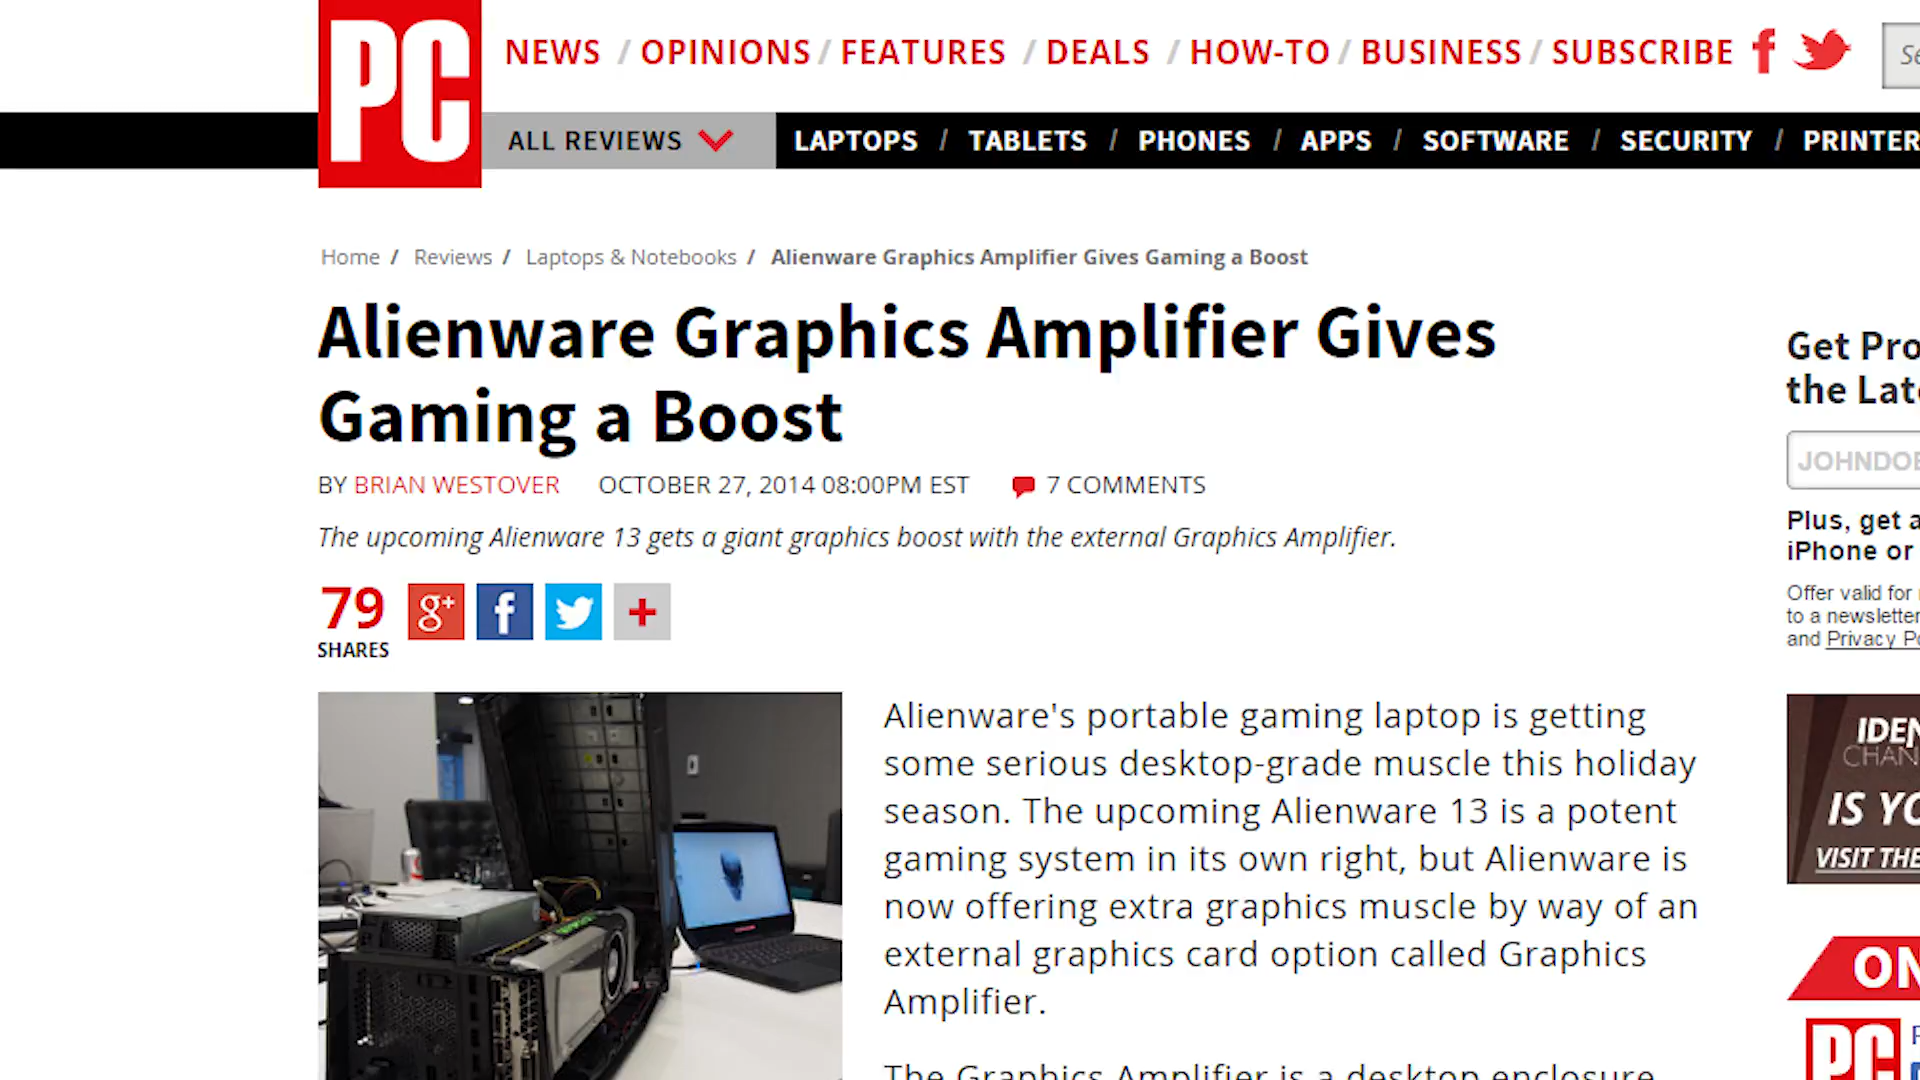 PC
NEWS / OPINIONS / FEATURES / DEALS / HOW-TO / BUSINESS / SUBSCRIBE
ALL REVIEWS
LAPTOPS / TABLETS / PHONES / APPS / SOFTWARE / SECURITY / PRINTER
Home / Reviews / Laptops & Notebooks / Alienware Graphics Amplifier Gives Gaming a Boost
Alienware Graphics Amplifier Gives
Gaming a Boost
BY BRIAN WESTOVER OCTOBER 27, 2014 08:00PM EST 7 COMMENTS
The upcoming Alienware 13 gets a giant graphics boost with the external Graphics Amplifier.
79
SHARES
Alienware's portable gaming laptop is getting
some serious desktop-grade muscle this holiday
season. The upcoming Alienware 13 is a potent
gaming system in its own right, but Alienware is
now offering extra graphics muscle by way of an
external graphics card option called Graphics
Amplifier.
The Graphics Amplifier is a desktop enclosure
Get Pro
the Lat
JOHNDOE
Plus, get a
iPhone or
Offer valid for
to a newsletter
and Privacy Po
IDEN
CHAN
IS YO
VISIT THE
ON
PC